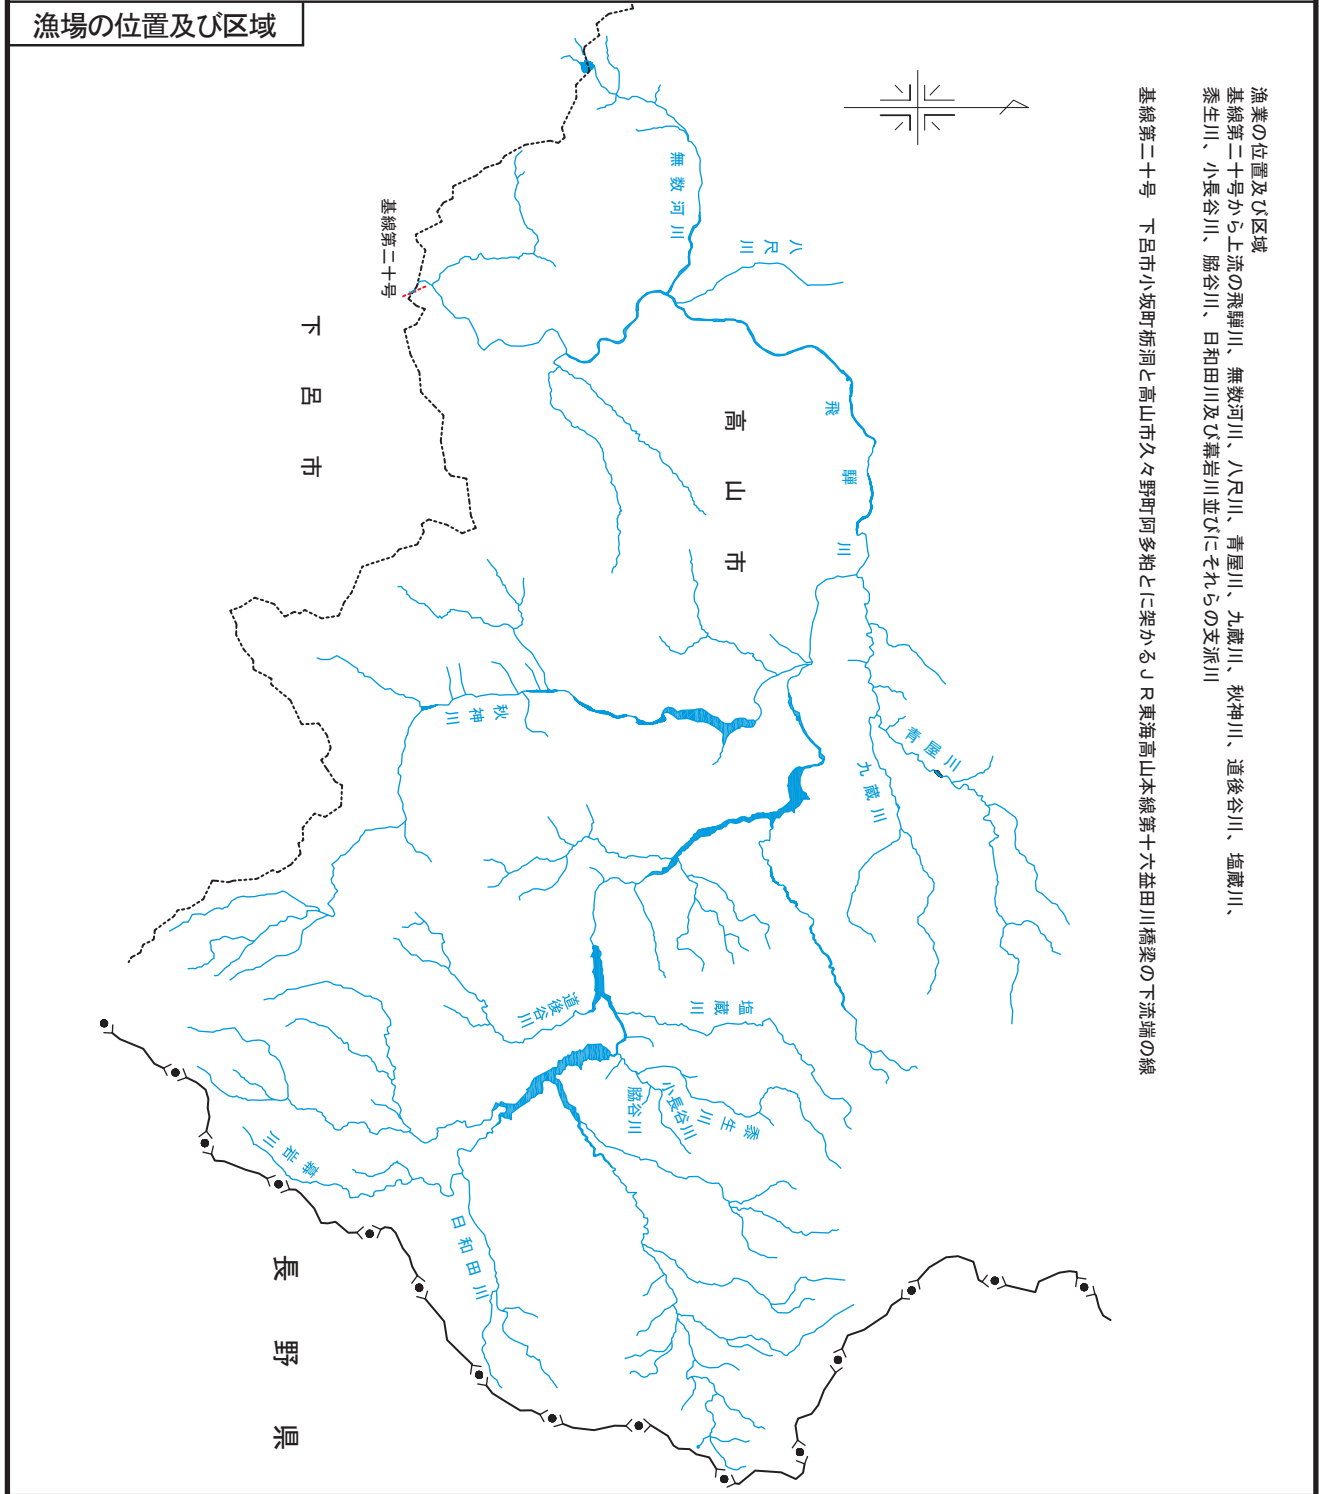 漁場の位置及び区域
漁業の位置及び区域
基線第二十号から上流の飛騨川、無数河川、八尺川、青屋川、九蔵川、秋神川、道後谷川、塩蔵川、
黍生川、小長谷川、脇谷川、日和田川及び幕岩川並びにそれらの支派川
基線第二十号　下呂市小坂町栃洞と高山市久々野町阿多粕とに架かるＪＲ東海高山本線第十六益田川橋梁の下流端の線
無数河川
八尺川
基線第二十号
下呂市
高山市
飛騨川
秋神川
青屋川
九蔵川
道後谷川
塩蔵川
脇谷川
小長谷川
黍生川
幕岩川
日和田川
長野県